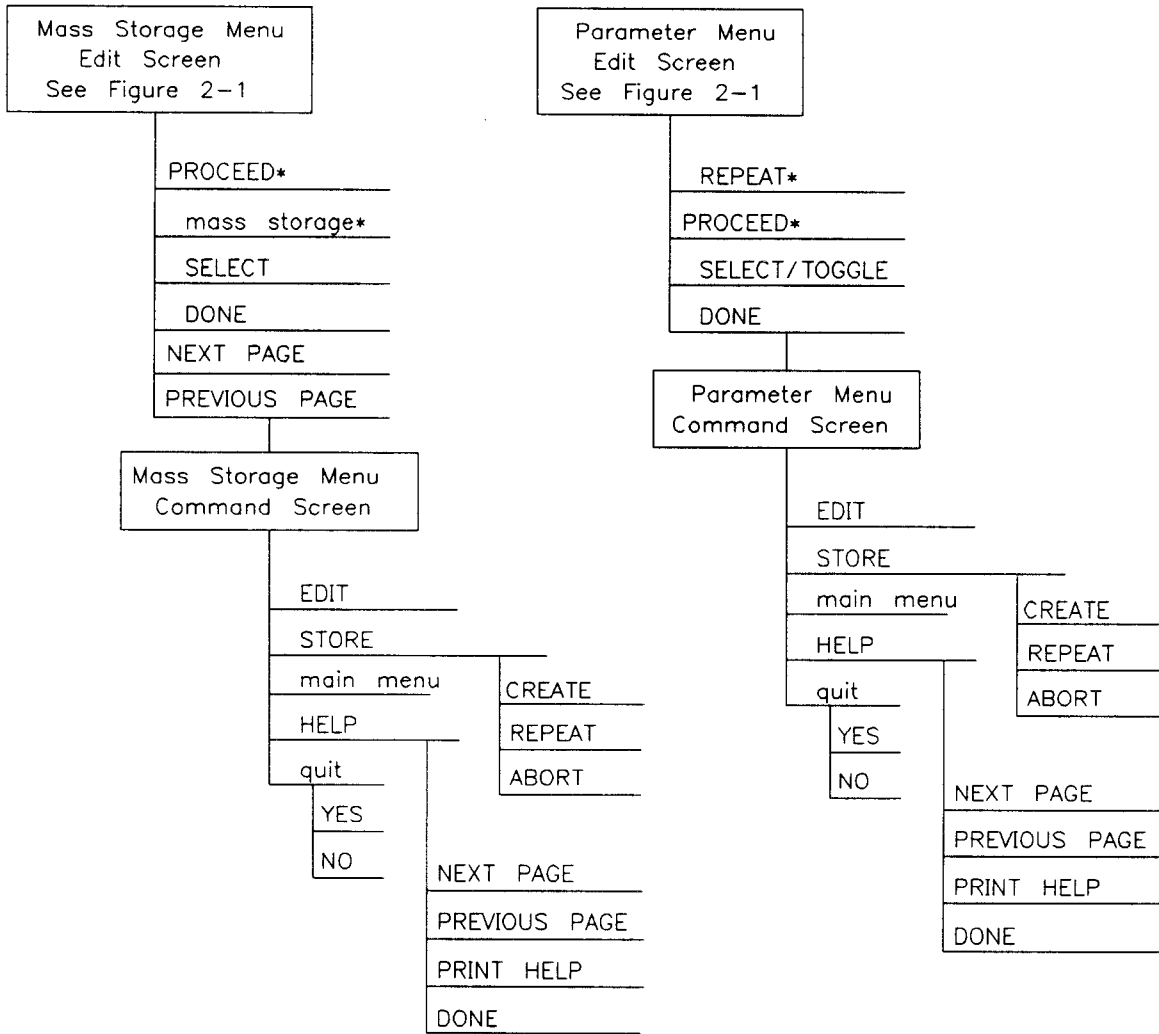 Mass Storage Menu
Edit Screen
See Figure 2-1
PROCEED*
mass storage*
SELECT
DONE
NEXT PAGE
PREVIOUS PAGE
Mass Storage Menu
Command Screen
EDIT
STORE
main menu
HELP
quit
YES
NO
CREATE
REPEAT
ABORT
NEXT PAGE
PREVIOUS PAGE
PRINT HELP
DONE
Parameter Menu
Edit Screen
See Figure 2-1
REPEAT*
PROCEED*
SELECT/TOGGLE
DONE
Parameter Menu
Command Screen
EDIT
STORE
main menu
HELP
quit
YES
NO
CREATE
REPEAT
ABORT
NEXT PAGE
PREVIOUS PAGE
PRINT HELP
DONE